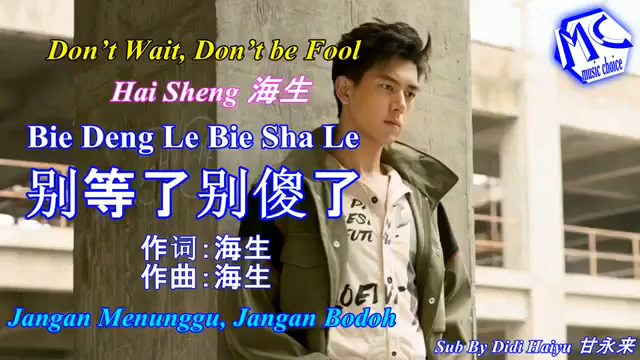 Don't Wait, Don't be Fool
MC
music choice
Hai Sheng 海生
Bie Deng Le Bie Sha Le
别等了别傻了
作词:海生
作曲:海生
Jangan Menunggu, Jangan Bodoh
Sub By Didi Haiyu 甘永来